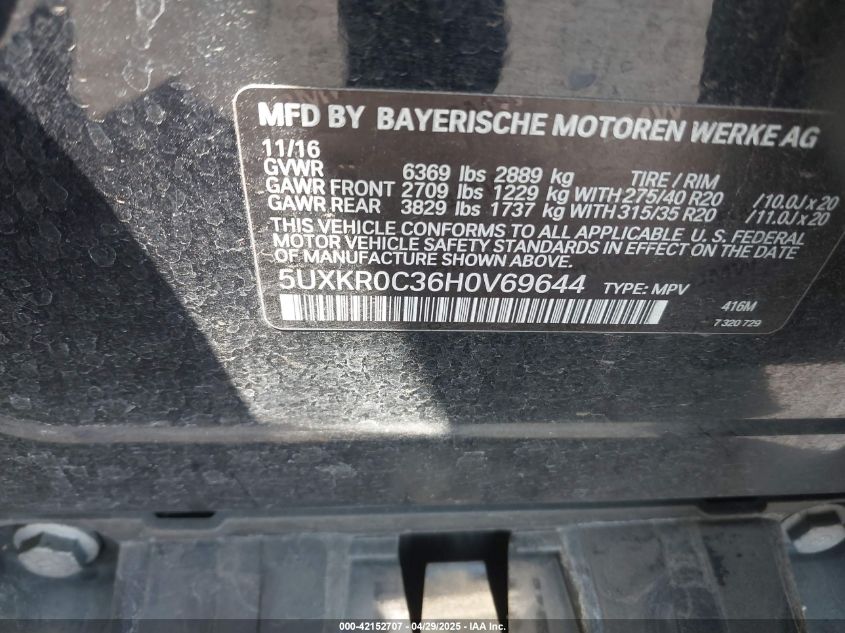 MFD BY BAYERISCHE MOTOREN WERKE AG
11/16
GVWR 6369 lbs 2889 kg TIRE / RIM
GAWR FRONT 2709 lbs 1229 kg WITH 275/40 R20 /10.0J x 20
GAWR REAR 3829 lbs 1737 kg WITH 315/35 R20 /11.0J x 20
THIS VEHICLE CONFORMS TO ALL APPLICABLE U.S. FEDERAL
MOTOR VEHICLE SAFETY STANDARDS IN EFFECT ON THE DATE
OF MANUFACTURE SHOWN ABOVE.
5UXKR0C36H0V69644 TYPE: MPV
416M
7 320 729
000-42152707 - 04/29/2025 - IAA Inc.